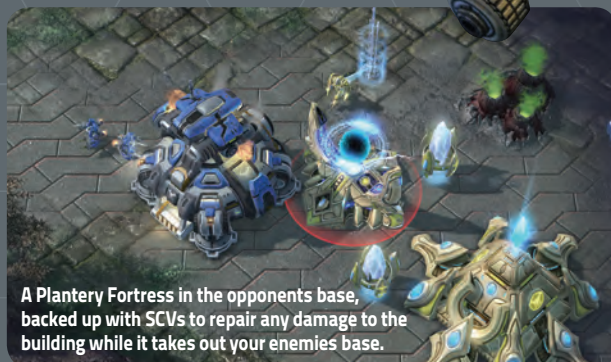 A Plantery Fortress in the opponents base,
backed up with SCVs to repair any damage to the
building while it takes out your enemies base.